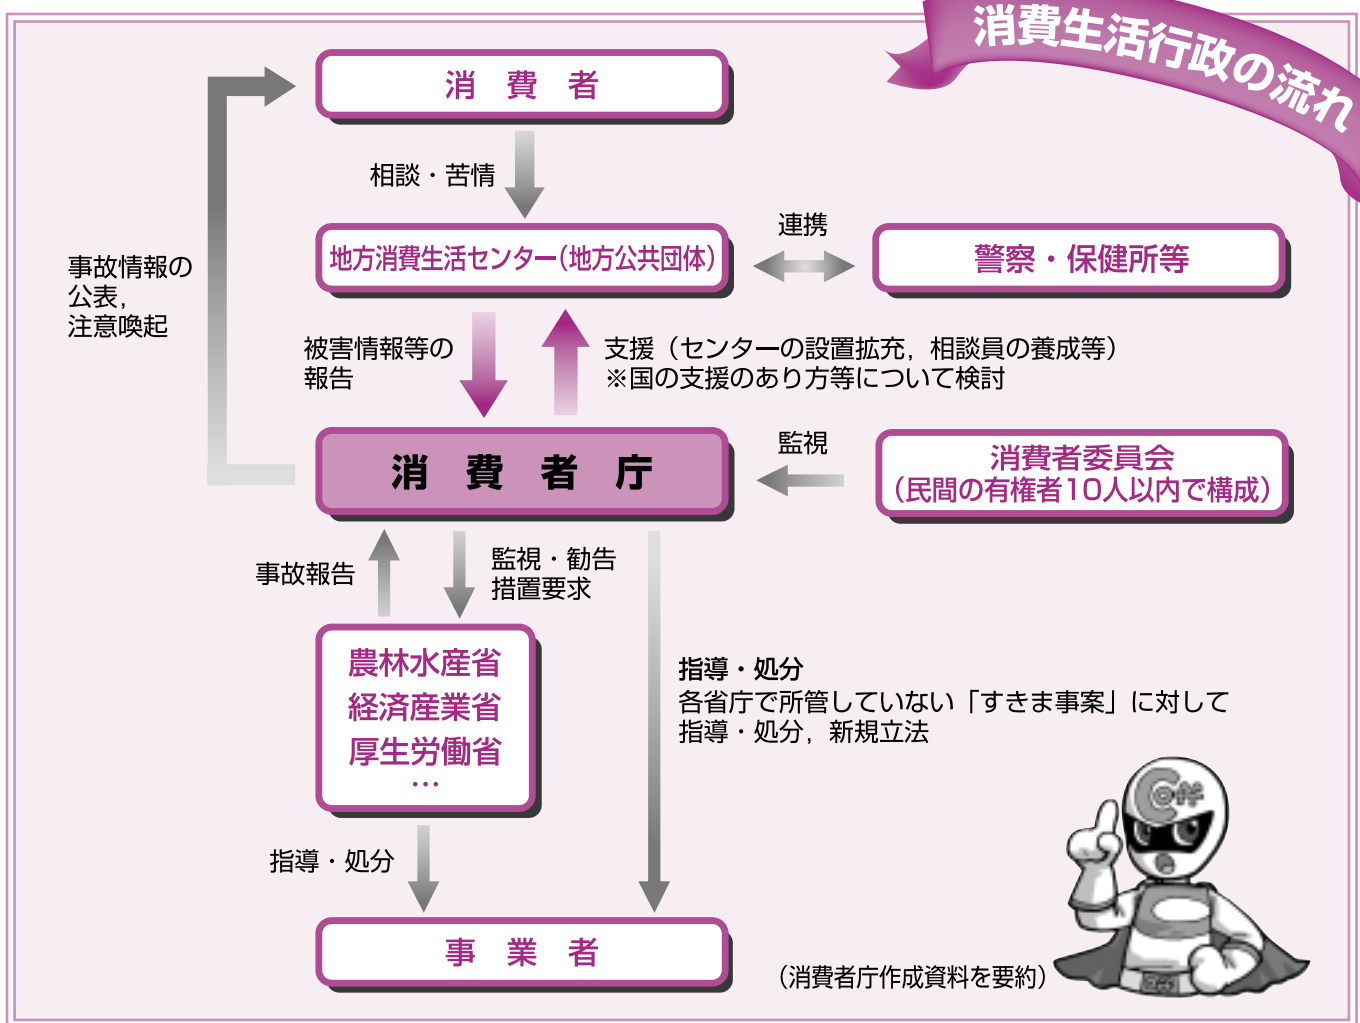 消費生活行政の流れ
消費者
相談・苦情
地方消費生活センター(地方公共団体)
連携
警察・保健所等
事故情報の
公表,
注意喚起
被害情報等の
報告
支援（センターの設置拡充, 相談員の養成等）
※国の支援のあり方等について検討
消費者庁
監視
消費者委員会
(民間の有権者10人以内で構成)
事故報告
監視・勧告
措置要求
農林水産省
経済産業省
厚生労働省
…
指導・処分
各省庁で所管していない「すきま事案」に対して
指導・処分, 新規立法
指導・処分
事業者
(消費者庁作成資料を要約)